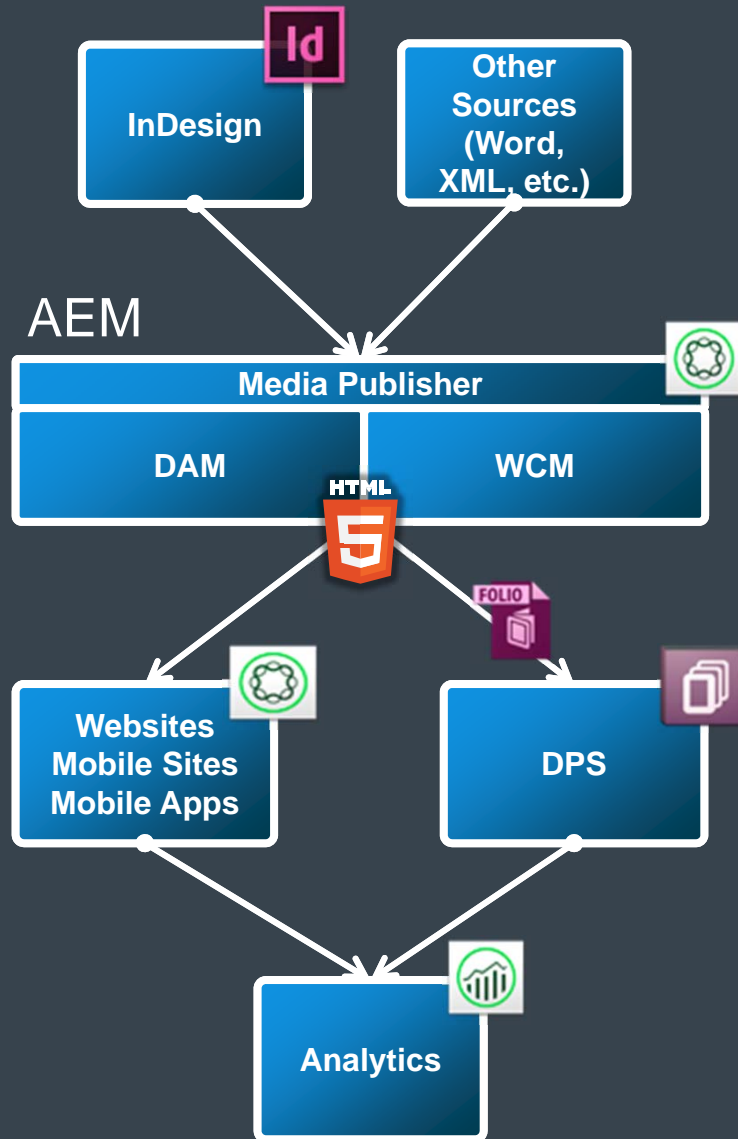 Id
InDesign
Other
Sources
(Word,
XML, etc.)
AEM
Media Publisher
DAM
WCM
HTML
5
FOLIO
Websites
Mobile Sites
Mobile Apps
DPS
Analytics